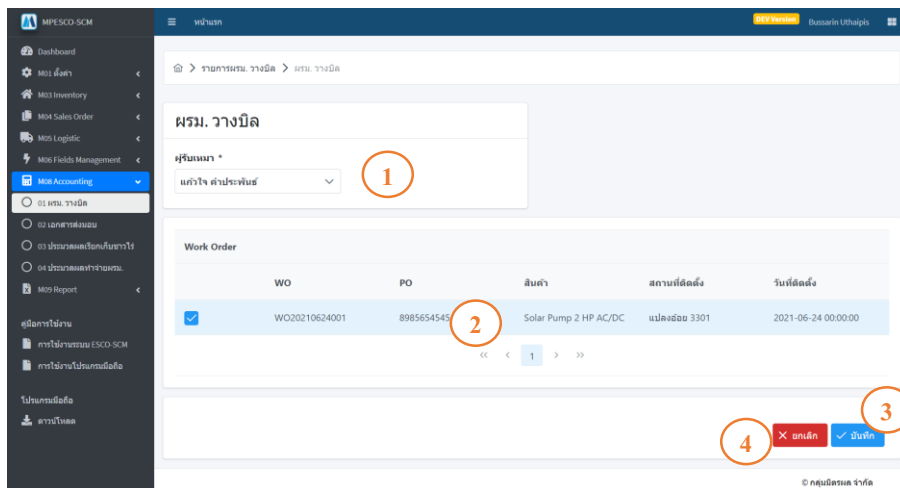 MPESCO-SCM
หน้าแรก
DEV Version
Bussarin Uthaipis
Dashboard
M01 ตั้งค่า
M03 Inventory
M04 Sales Order
M05 Logistic
M06 Fields Management
M08 Accounting
01 ผรม. วางบิล
02 เอกสารส่งมอบ
03 ประมวลผลเรียกเก็บชาวไร่
04 ประมวลผลทำจ่ายผรม.
M09 Report
คู่มือการใช้งาน
การใช้งานระบบ ESCO-SCM
การใช้งานโปรแกรมมือถือ
โปรแกรมมือถือ
ดาวน์โหลด
รายการผรม. วางบิล
ผรม. วางบิล
ผรม. วางบิล
ผู้รับเหมา *
แก้วใจ คำประพันธ์
1
Work Order
WO
PO
สินค้า
สถานที่ติดตั้ง
วันที่ติดตั้ง
WO20210624001
8985654545
2
Solar Pump 2 HP AC/DC
แปลงอ้อย 3301
2021-06-24 00:00:00
1
3
4
ยกเลิก
บันทึก
© กลุ่มมิตรผล จำกัด